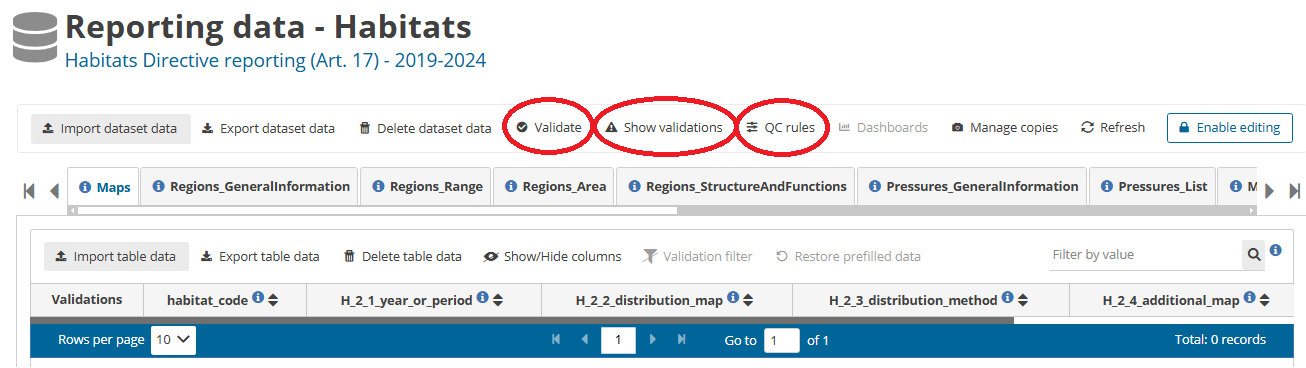 Reporting data - Habitats
Habitats Directive reporting (Art. 17) - 2019-2024
Import dataset data Export dataset data Delete dataset data Validate Show validations QC rules Dashboards Manage copies Refresh Enable editing
Maps Regions_GeneralInformation Regions_Range Regions_Area Regions_StructureAndFunctions Pressures_GeneralInformation Pressures_List M
Import table data Export table data Delete table data Show/Hide columns Validation filter Restore prefilled data Filter by value
Validations habitat_code H_2_1_year_or_period H_2_2_distribution_map H_2_3_distribution_method H_2_4_additional_map
Rows per page 10 1 Go to 1 of 1 Total: 0 records